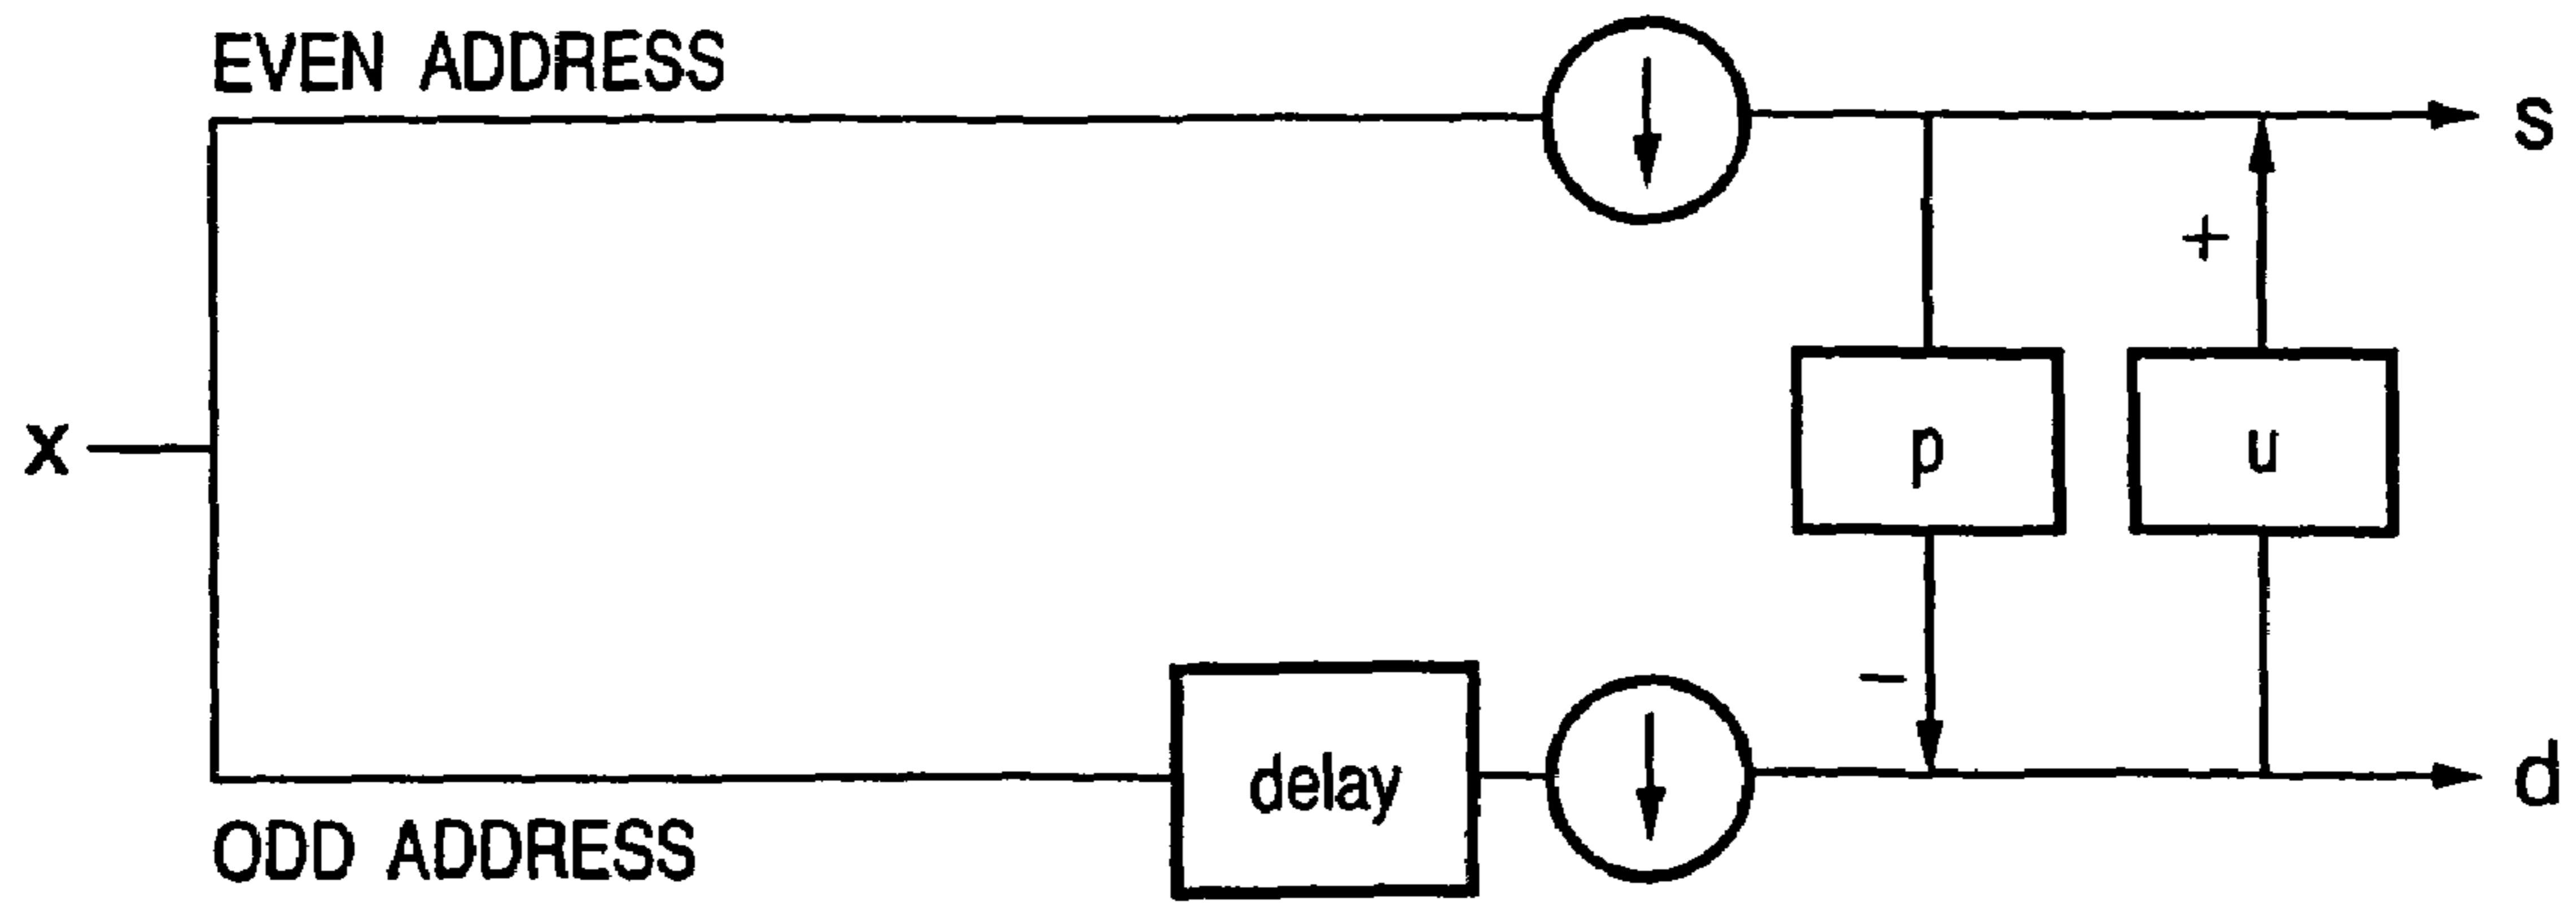 EVEN ADDRESS
s
+
x
p
u
−
delay
d
ODD ADDRESS